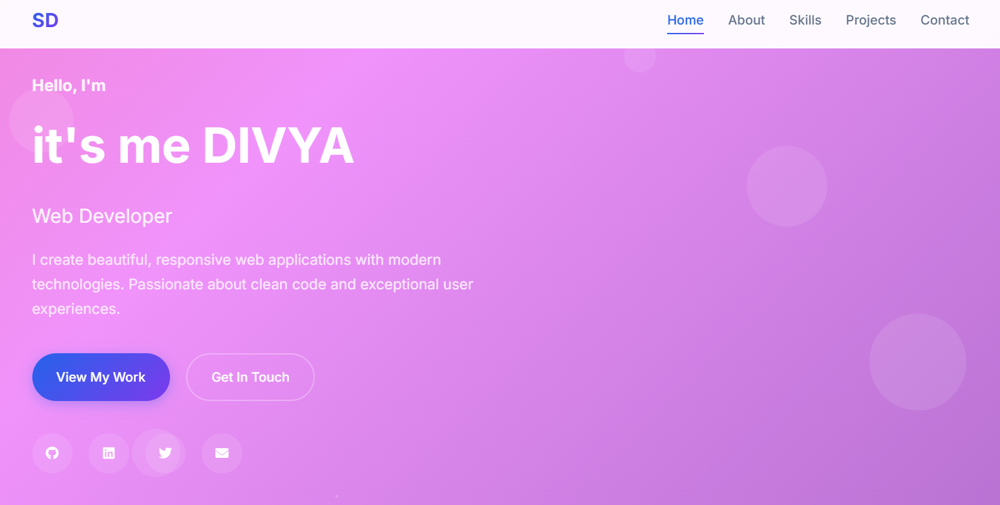 SD
Home About Skills Projects Contact
Hello, I'm
it's me DIVYA
Web Developer
I create beautiful, responsive web applications with modern
technologies. Passionate about clean code and exceptional user
experiences.
View My Work Get In Touch